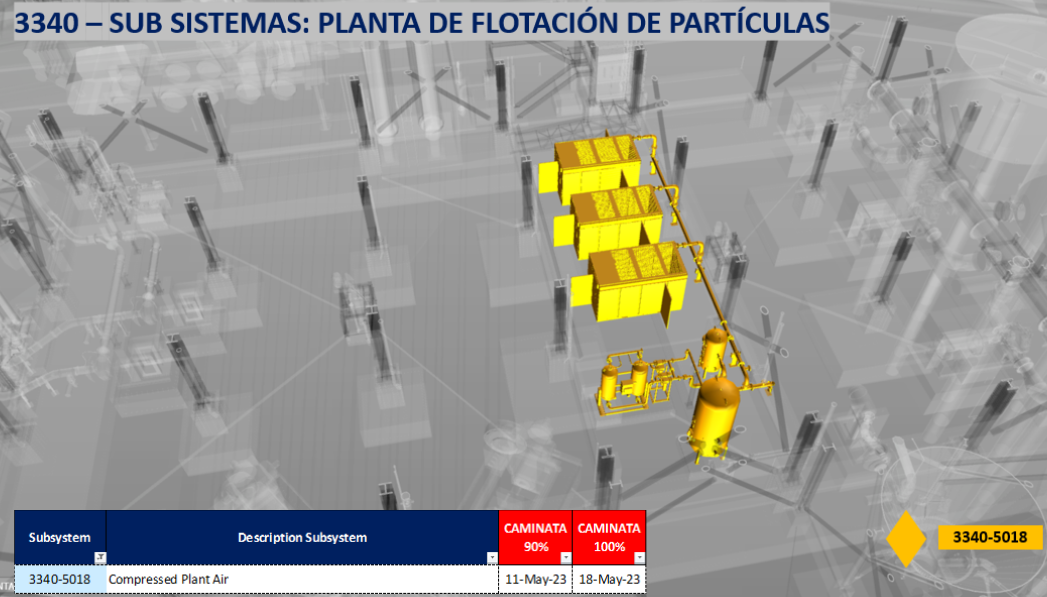 3340 – SUB SISTEMAS: PLANTA DE FLOTACIÓN DE PARTÍCULAS
Subsystem Description Subsystem CAMINATA 90% CAMINATA 100%
3340-5018 Compressed Plant Air 11-May-23 18-May-23
3340-5018